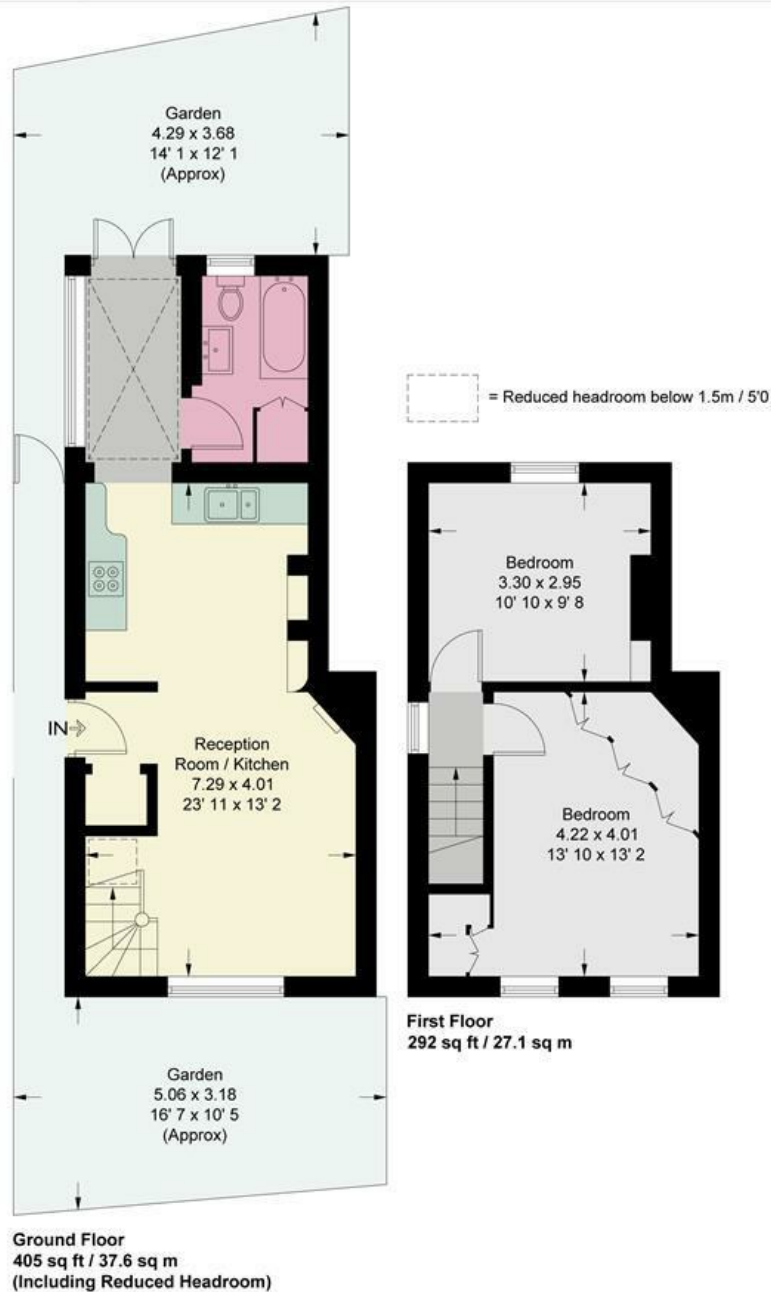 Garden
4.29 x 3.68
14' 1 x 12' 1
(Approx)
= Reduced headroom below 1.5m / 5'0
Bedroom
3.30 x 2.95
10' 10 x 9' 8
IN
Reception
Room / Kitchen
7.29 x 4.01
23' 11 x 13' 2
Bedroom
4.22 x 4.01
13' 10 x 13' 2
First Floor
292 sq ft / 27.1 sq m
Garden
5.06 x 3.18
16' 7 x 10' 5
(Approx)
Ground Floor
405 sq ft / 37.6 sq m
(Including Reduced Headroom)